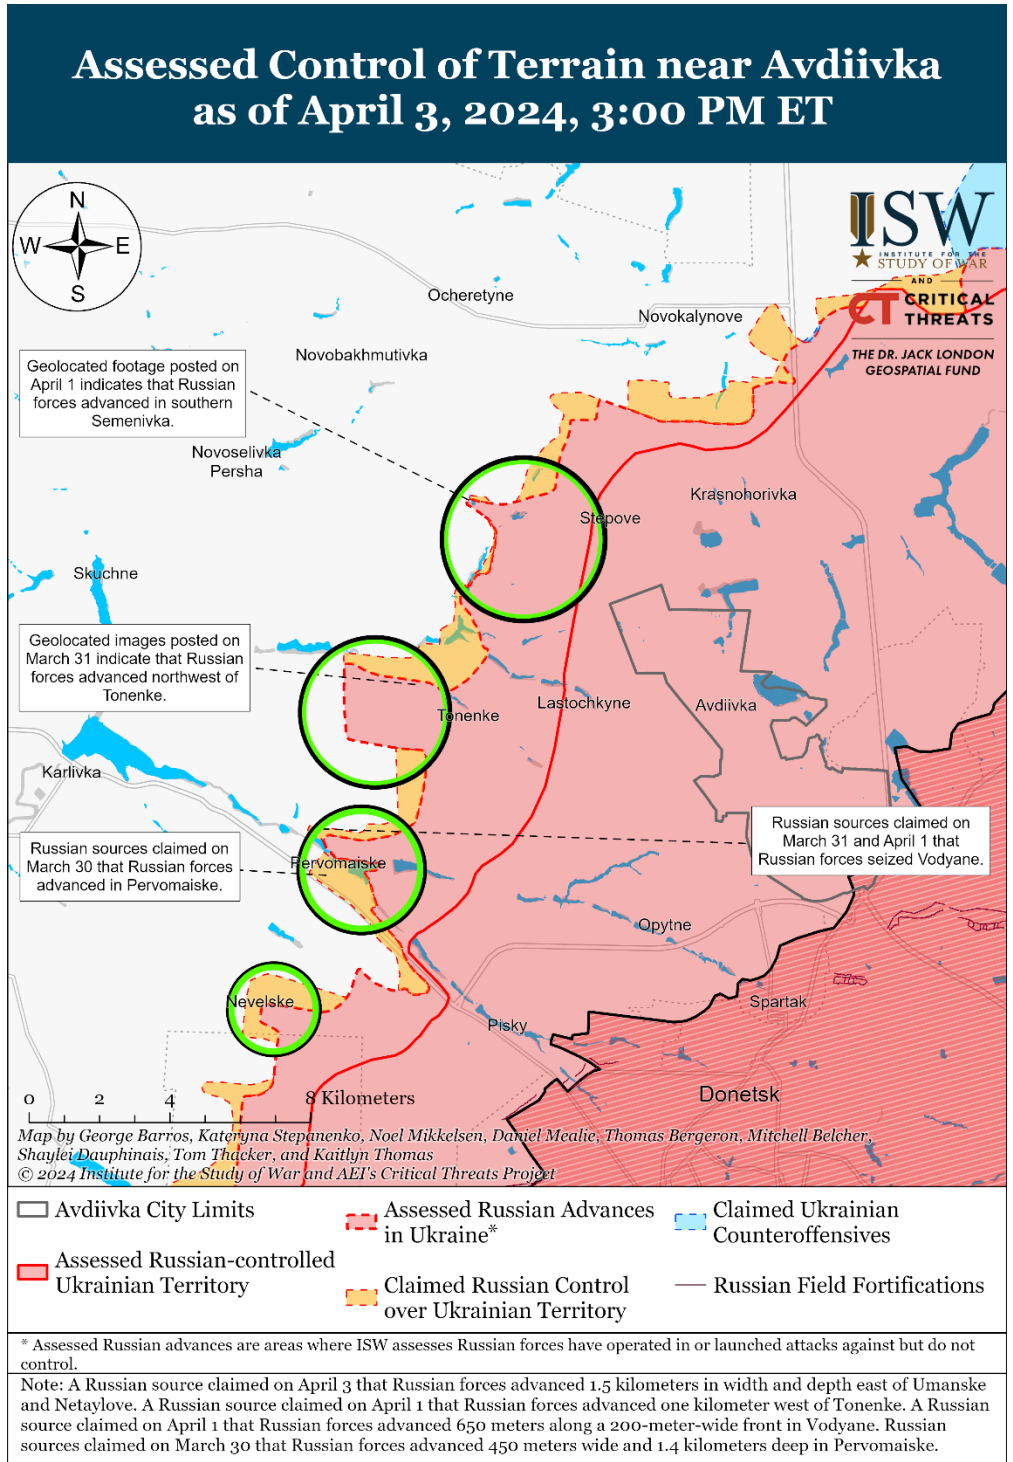 Assessed Control of Terrain near Avdiivka
as of April 3, 2024, 3:00 PM ET
N
W
E
S
ISW
INSTITUTE FOR THE
STUDY OF WAR
AND
CT CRITICAL
THREATS
THE DR. JACK LONDON
GEOSPATIAL FUND
Ocheretyne
Novokalynove
Novobakhmutivka
Geolocated footage posted on
April 1 indicates that Russian
forces advanced in southern
Semenivka.
Novoselivka
Persha
Krasnohorivka
Stepove
Skuchne
Geolocated images posted on
March 31 indicate that Russian
forces advanced northwest of
Tonenke.
Lastochkyne
Avdiivka
Tonenke
Karlivka
Russian sources claimed on
March 31 and April 1 that
Russian forces seized Vodyane.
Russian sources claimed on
March 30 that Russian forces
advanced in Pervomaiske.
Pervomaiske
Opytne
Nevelske
Spartak
Pisky
Donetsk
0
2
4
8 Kilometers
Map by George Barros, Kateryna Stepanenko, Noel Mikkelsen, Daniel Mealie, Thomas Bergeron, Mitchell Belcher,
Shaylei Dauphinais, Tom Thacker, and Kaitlyn Thomas
© 2024 Institute for the Study of War and AEI's Critical Threats Project
Avdiivka City Limits
Assessed Russian-controlled
Ukrainian Territory
Assessed Russian Advances
in Ukraine*
Claimed Russian Control
over Ukrainian Territory
Claimed Ukrainian
Counteroffensives
Russian Field Fortifications
* Assessed Russian advances are areas where ISW assesses Russian forces have operated in or launched attacks against but do not
control.
Note: A Russian source claimed on April 3 that Russian forces advanced 1.5 kilometers in width and depth east of Umanske
and Netaylove. A Russian source claimed on April 1 that Russian forces advanced one kilometer west of Tonenke. A Russian
source claimed on April 1 that Russian forces advanced 650 meters along a 200-meter-wide front in Vodyane. Russian
sources claimed on March 30 that Russian forces advanced 450 meters wide and 1.4 kilometers deep in Pervomaiske.